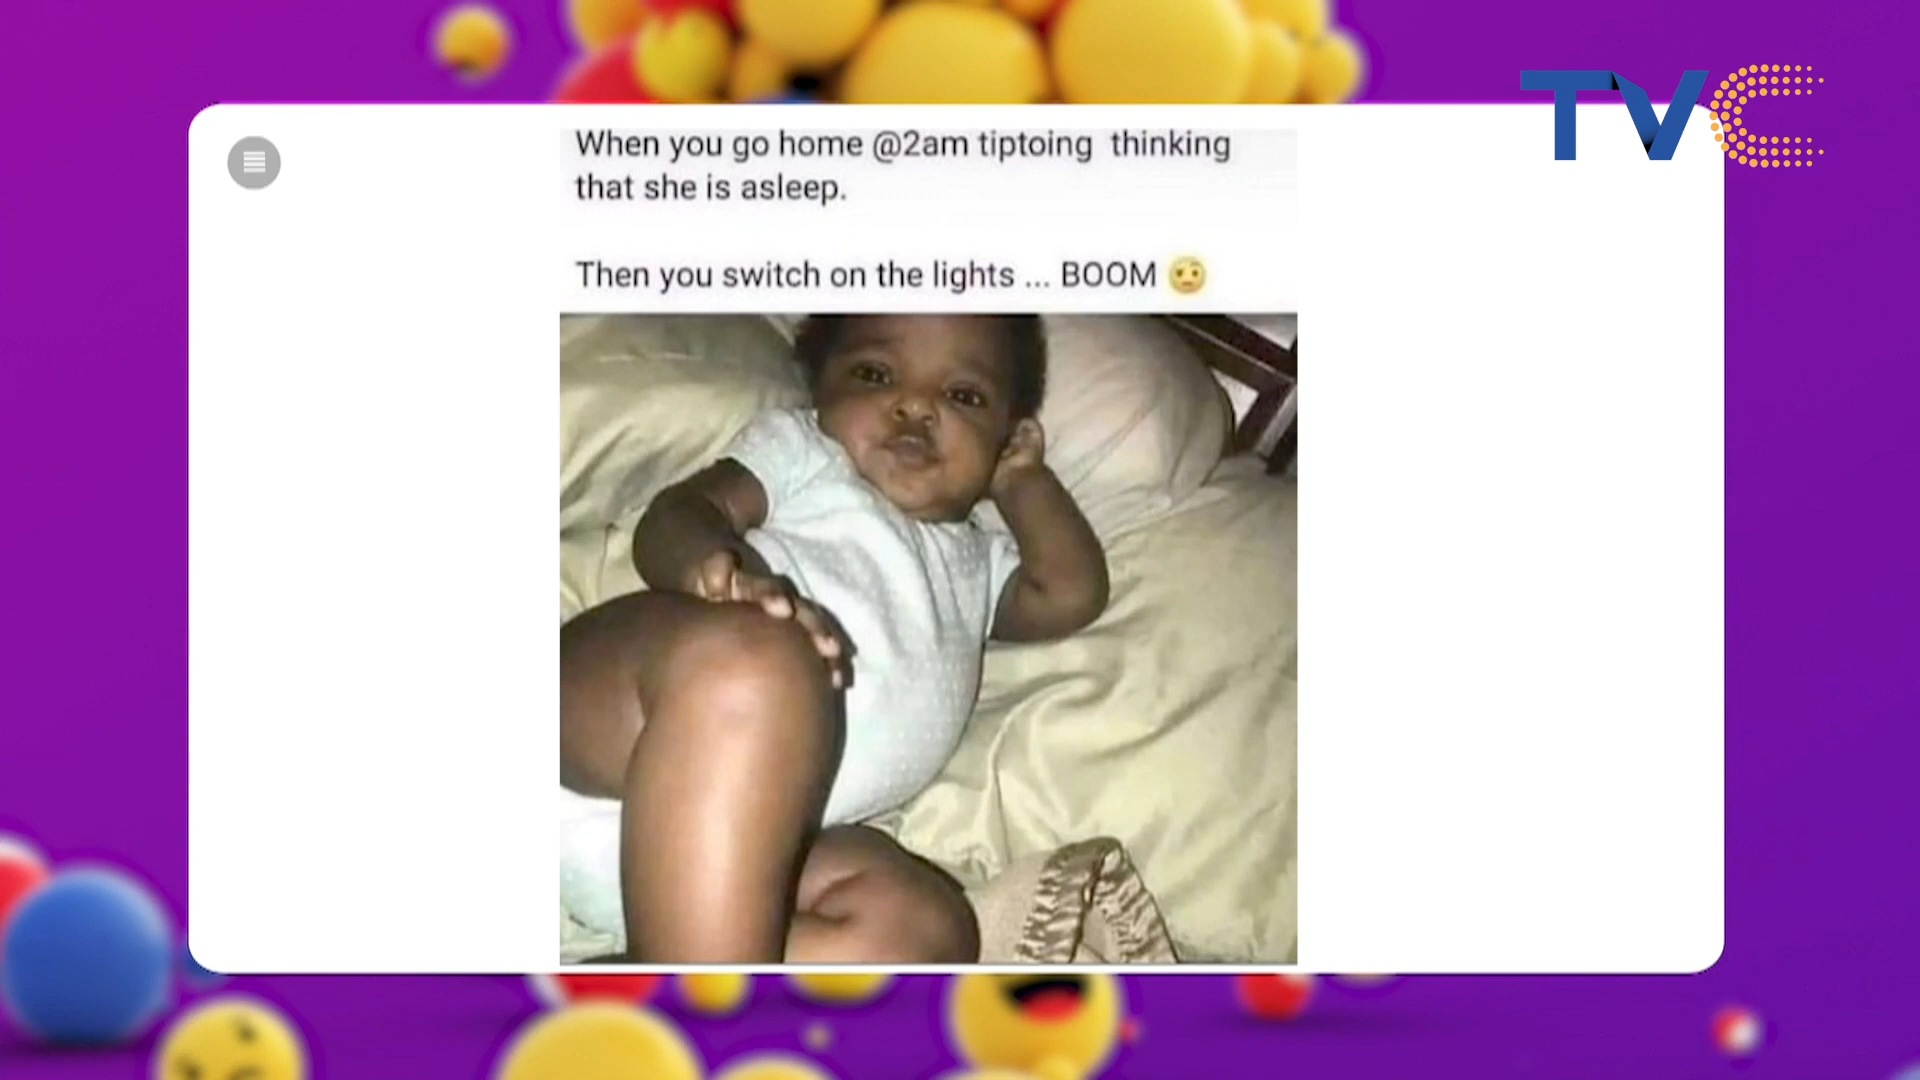 TVC
When you go home @2am tiptoing thinking
that she is asleep.
Then you switch on the lights ... BOOM 🤕